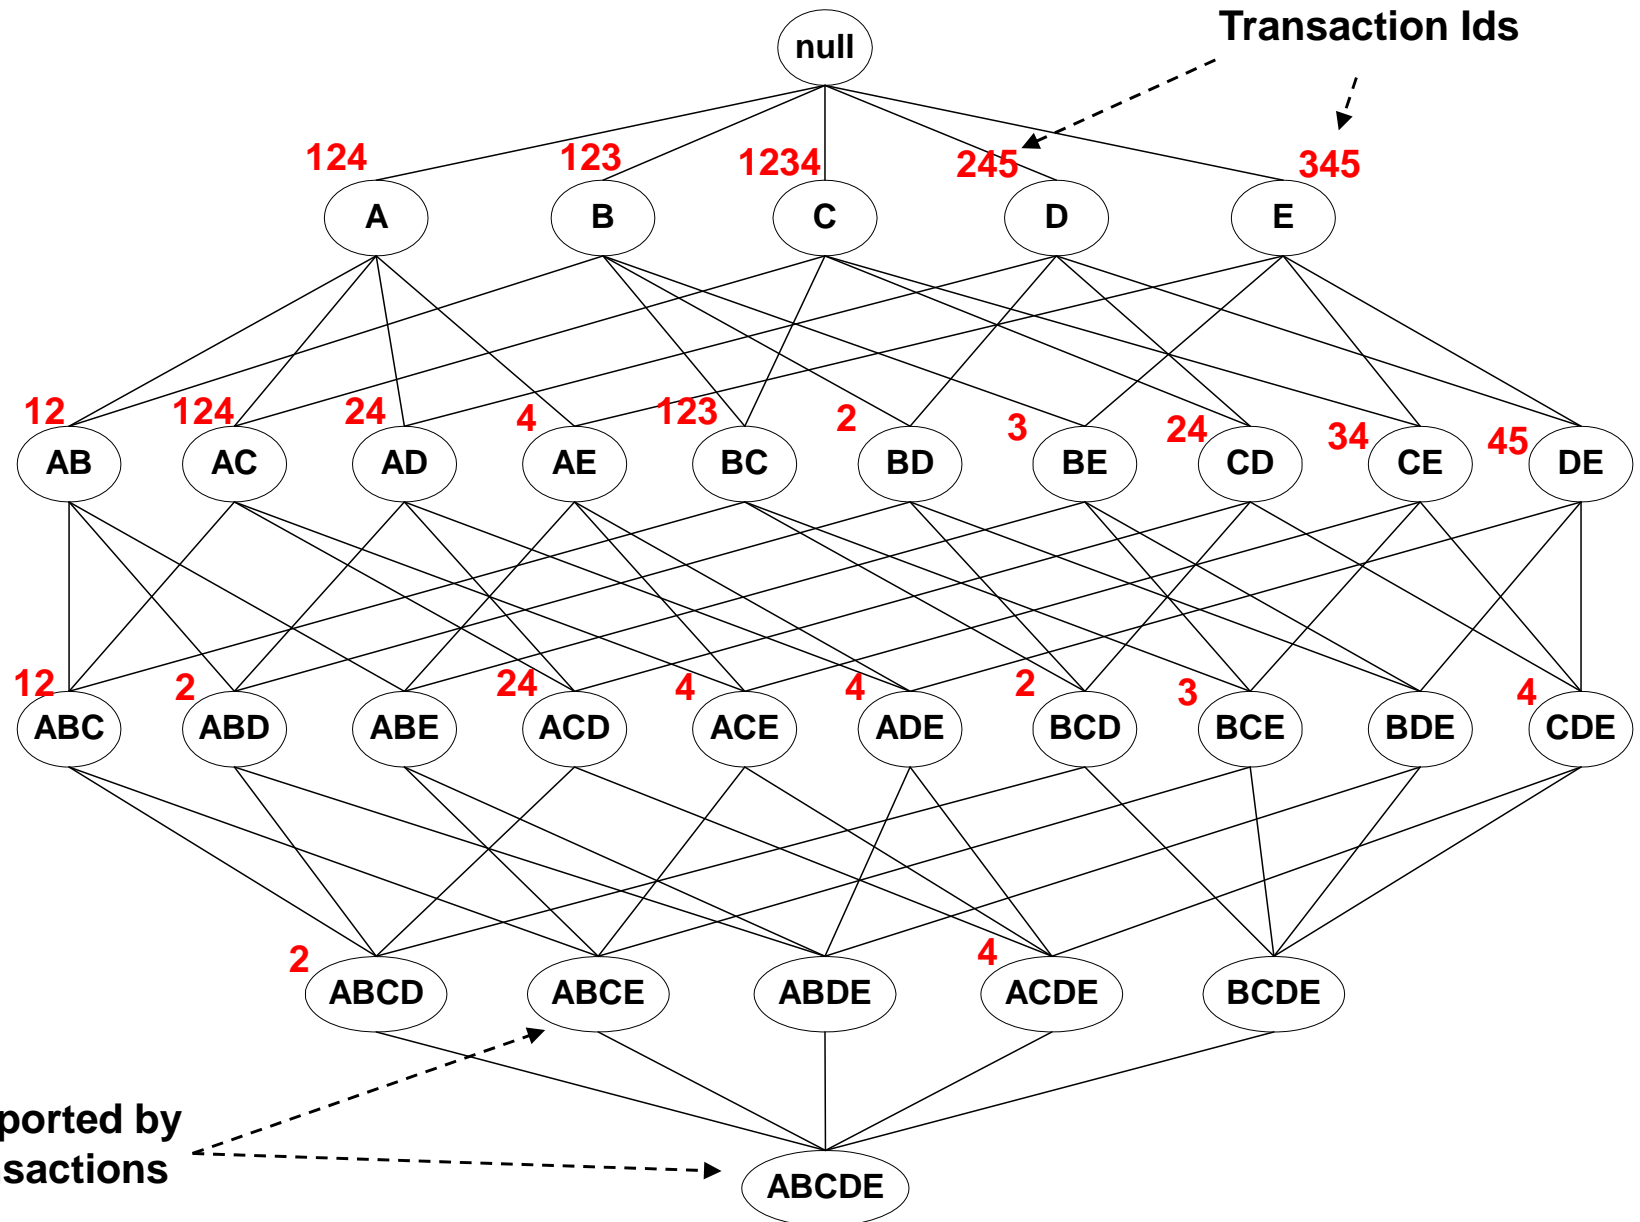 Transaction Ids
null
124 123 1234 245 345
A B C D E
12 124 24 4 123 2 3 24 34 45
AB AC AD AE BC BD BE CD CE DE
12 2 24 4 4 2 3 4
ABC ABD ABE ACD ACE ADE BCD BCE BDE CDE
2 4
ABCD ABCE ABDE ACDE BCDE
ported by
nsactions
ABCDE